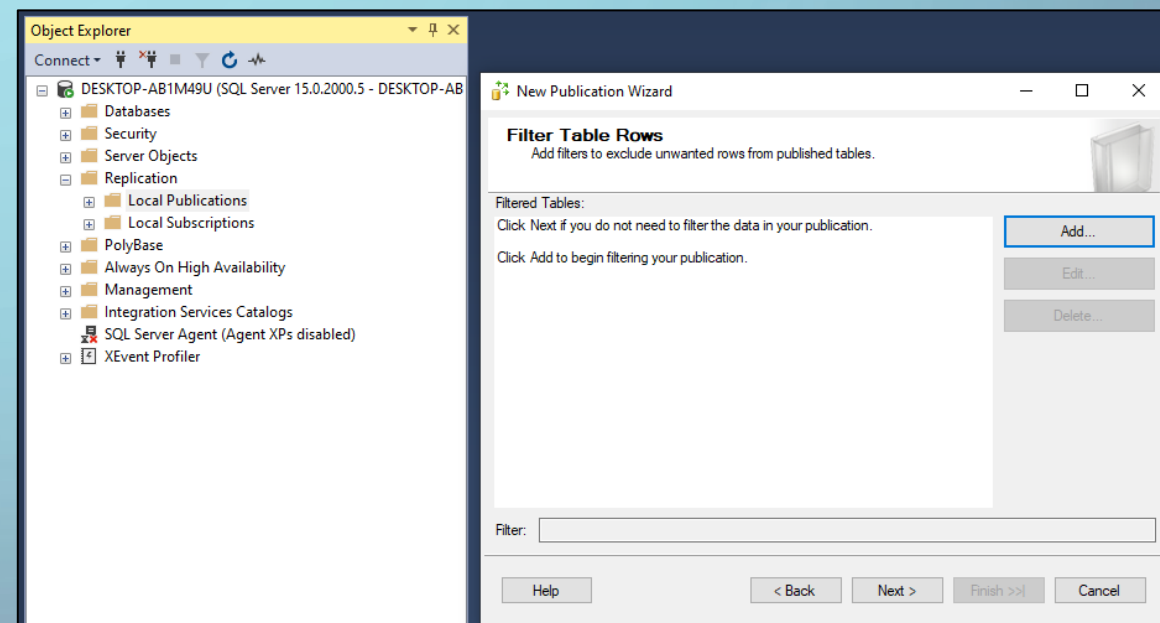 Object Explorer
Connect
DESKTOP-AB1M49U (SQL Server 15.0.2000.5 - DESKTOP-AB
Databases
Security
Server Objects
Replication
Local Publications
Local Subscriptions
PolyBase
Always On High Availability
Management
Integration Services Catalogs
SQL Server Agent (Agent XPs disabled)
XEvent Profiler
New Publication Wizard
Filter Table Rows
Add filters to exclude unwanted rows from published tables.
Filtered Tables:
Click Next if you do not need to filter the data in your publication.
Click Add to begin filtering your publication.
Add...
Edit...
Delete...
Filter:
Help
< Back
Next >
Finish >>|
Cancel